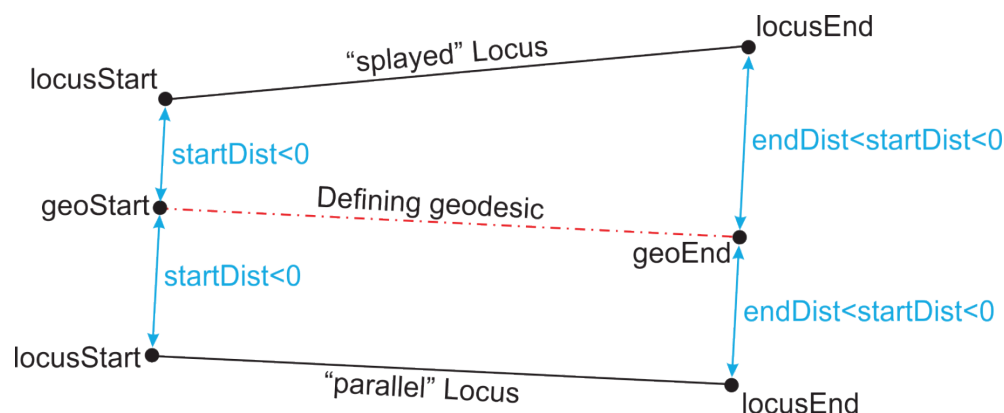 locusEnd
“splayed” Locus
locusStart
startDist<0
endDist<startDist<0
geoStart
Defining geodesic
geoEnd
startDist<0
endDist<startDist<0
locusStart
“parallel” Locus
locusEnd